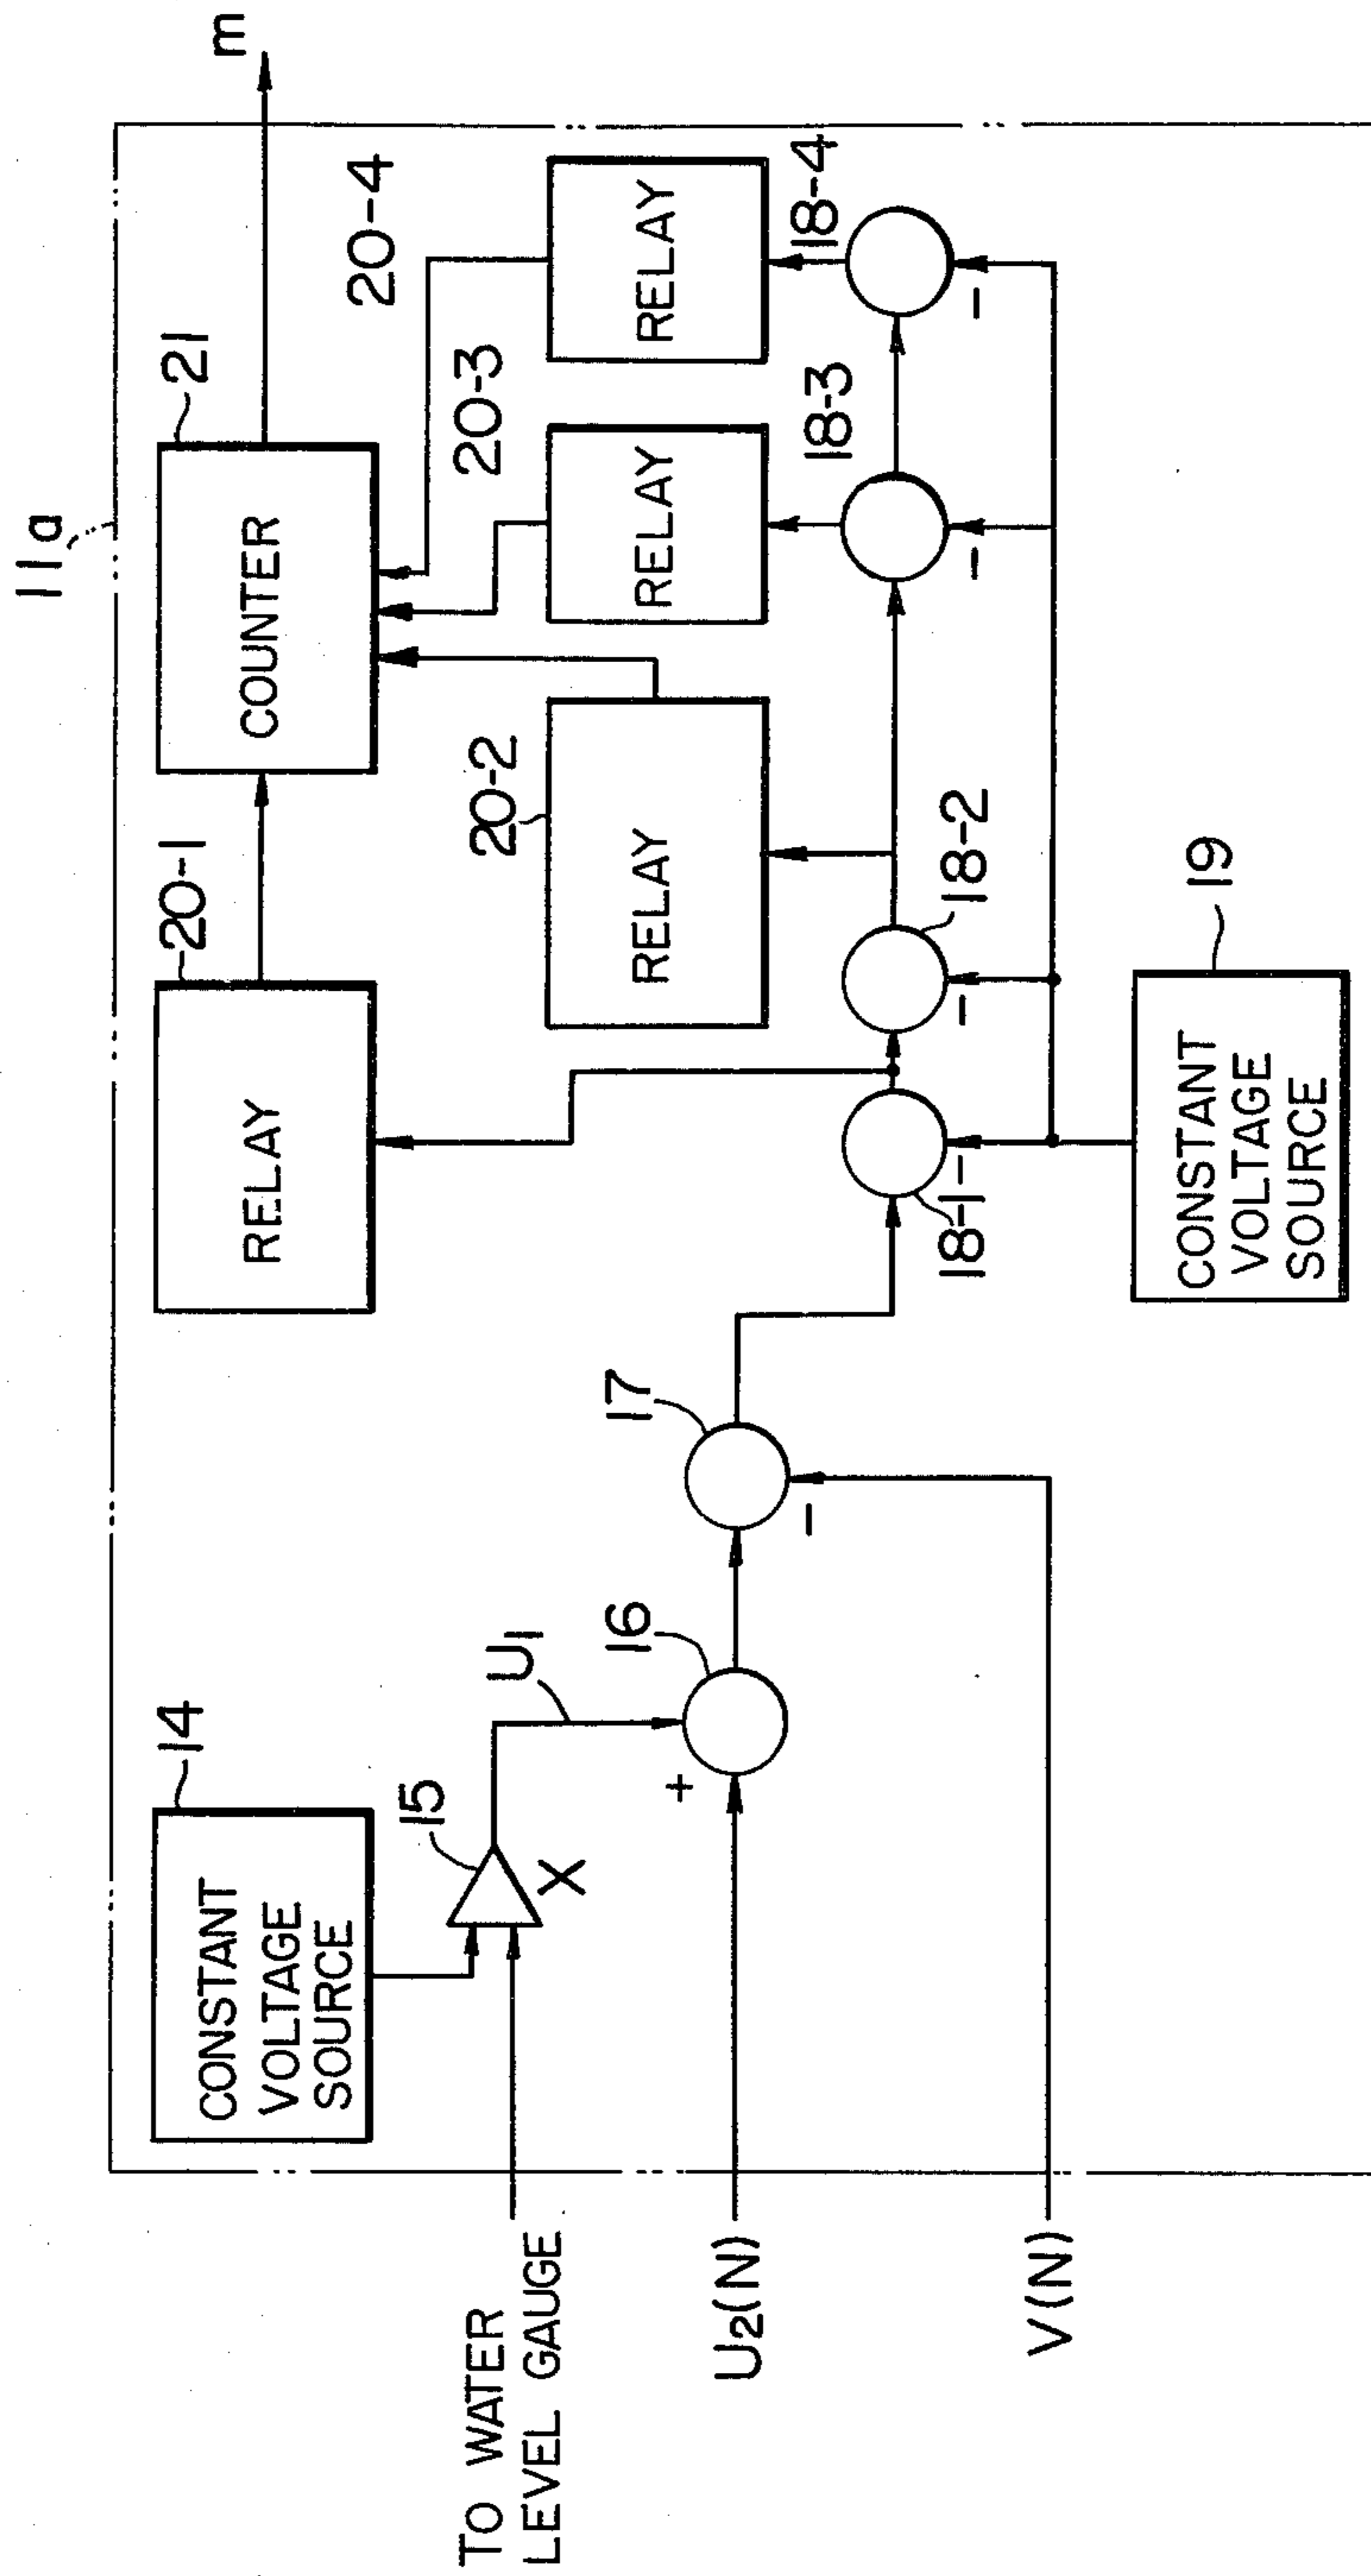 11a
14
CONSTANT
VOLTAGE
SOURCE
15
X
U1
16
+
17
-
TO WATER
LEVEL GAUGE
U2(N)
V(N)
20-1
RELAY
21
COUNTER
m
20-2
RELAY
20-3
RELAY
20-4
RELAY
18-1
-
18-2
-
18-3
-
18-4
-
19
CONSTANT
VOLTAGE
SOURCE